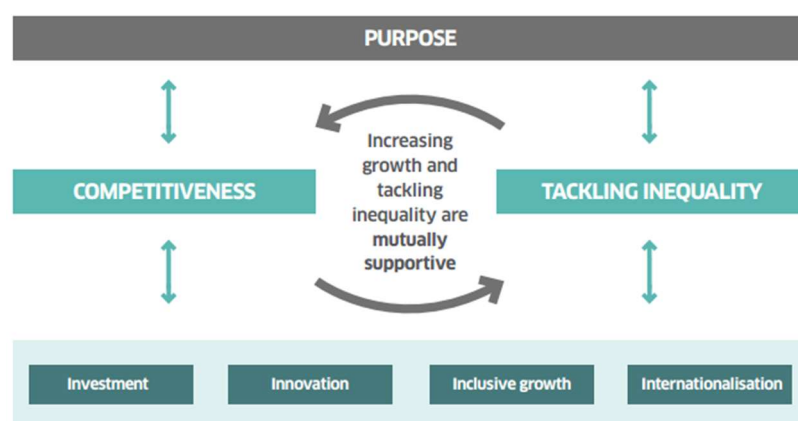 PURPOSE
Increasing
growth and
tackling
inequality are
mutually
supportive
COMPETITIVENESS
TACKLING INEQUALITY
Investment
Innovation
Inclusive growth
Internationalisation